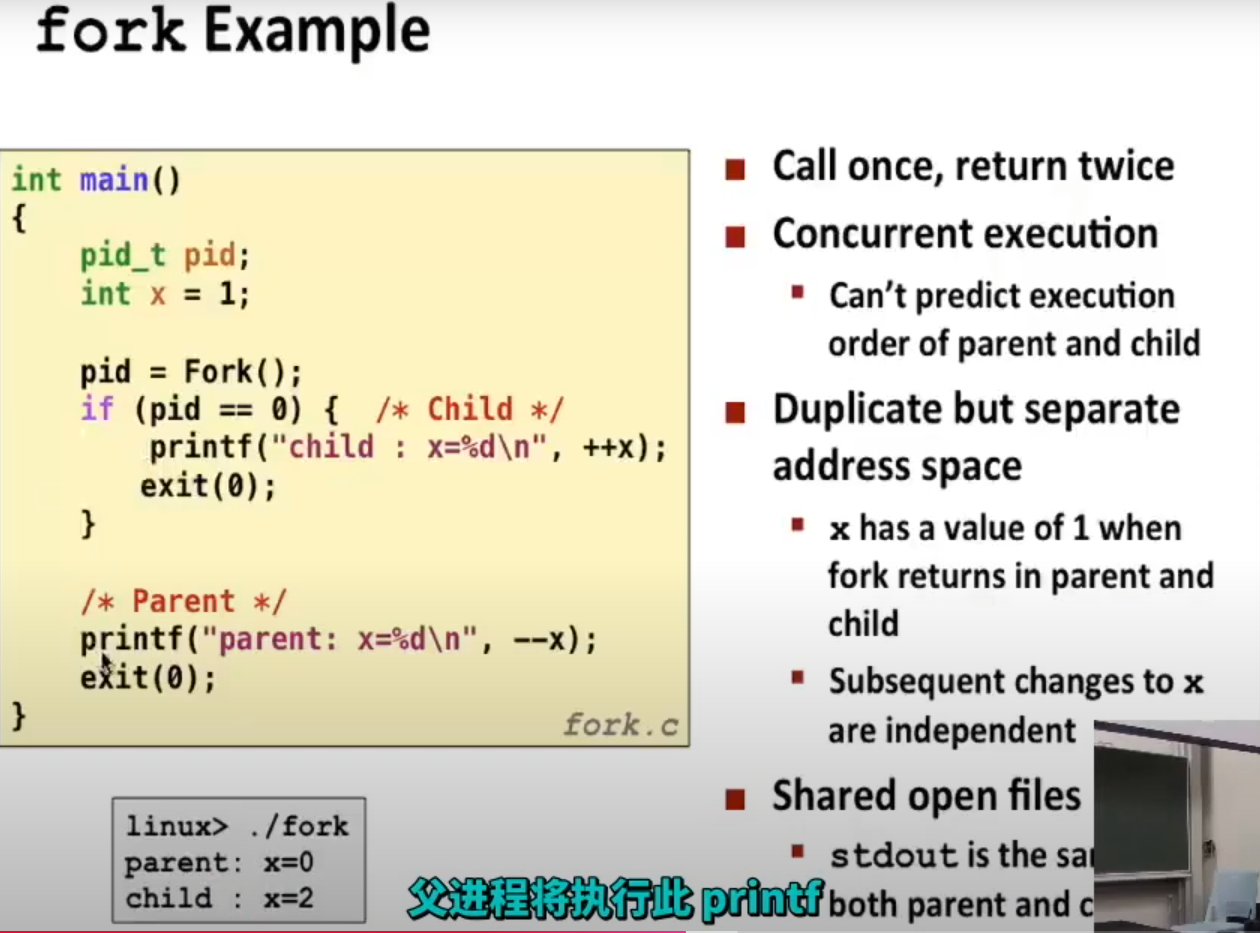 fork Example
int main()
{
pid_t pid;
int x = 1;
pid = Fork();
if (pid == 0) {  /* Child */
printf("child : x=%d\n", ++x);
exit(0);
}
/* Parent */
printf("parent: x=%d\n", --x);
exit(0);
}
fork.c
linux> ./fork
parent: x=0
child : x=2
Call once, return twice
Concurrent execution
Can't predict execution
order of parent and child
Duplicate but separate
address space
x has a value of 1 when
fork returns in parent and
child
Subsequent changes to x
are independent
Shared open files
stdout is the
both parent and
父进程将执行此 printf